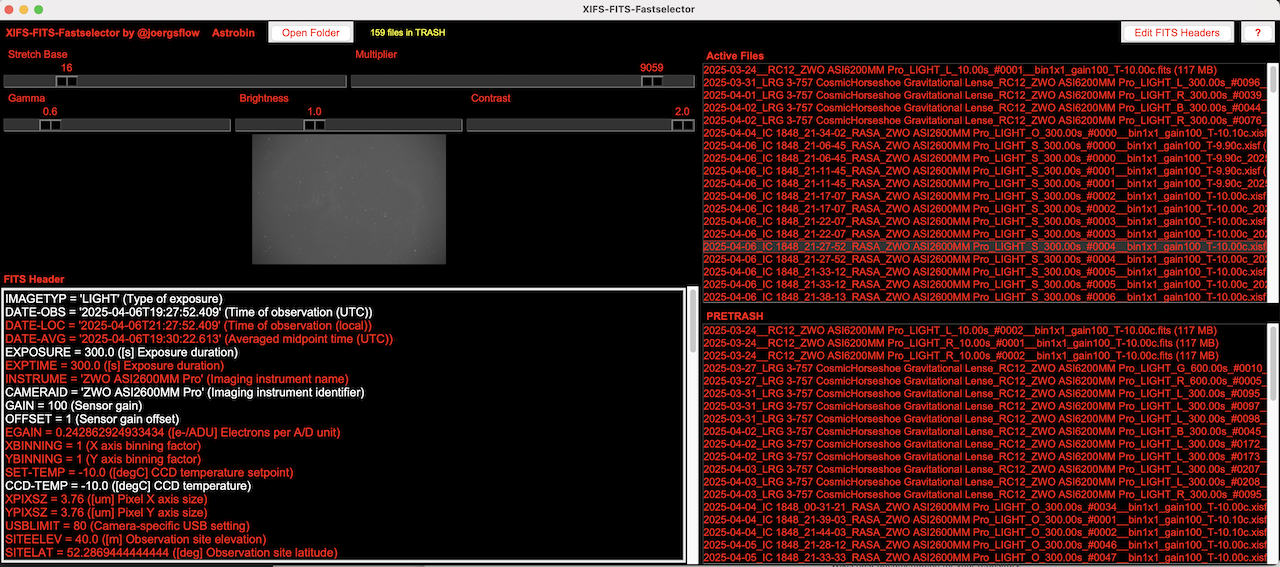 XIFS-FITS-Fastselector
XIFS-FITS-Fastselector by @joergsflow Astrobin Open Folder 159 files in TRASH Edit FITS Headers ?
Stretch Base Multiplier
16 9059
Gamma Brightness Contrast
0.6 1.0 2.0
FITS Header
IMAGETYP = 'LIGHT' (Type of exposure)
DATE-OBS = '2025-04-06T19:27:52.409' (Time of observation (UTC))
DATE-LOC = '2025-04-06T21:27:52.409' (Time of observation (local))
DATE-AVG = '2025-04-06T19:30:22.613' (Averaged midpoint time (UTC))
EXPOSURE = 300.0 ([s] Exposure duration)
EXPTIME = 300.0 ([s] Exposure duration)
INSTRUME = 'ZWO ASI2600MM Pro' (Imaging instrument name)
CAMERAID = 'ZWO ASI2600MM Pro' (Imaging instrument identifier)
GAIN = 100 (Sensor gain)
OFFSET = 1 (Sensor gain offset)
EGAIN = 0.242862924933434 ([e-/ADU] Electrons per A/D unit)
XBINNING = 1 (X axis binning factor)
YBINNING = 1 (Y axis binning factor)
SET-TEMP = -10.0 ([degC] CCD temperature setpoint)
CCD-TEMP = -10.0 ([degC] CCD temperature)
XPIXSZ = 3.76 ([um] Pixel X axis size)
YPIXSZ = 3.76 ([um] Pixel Y axis size)
USBLIMIT = 80 (Camera-specific USB setting)
SITEELEV = 40.0 ([m] Observation site elevation)
SITELAT = 52.2869444444444 ([deg] Observation site latitude)
Active Files
2025-03-24__RC12_ZWO ASI6200MM Pro_LIGHT_L_10.00s_#0001__bin1x1_gain100_T-10.00c.fits (117 MB)
2025-03-31_LRG 3-757 CosmicHorseshoe Gravitational Lense_RC12_ZWO ASI6200MM Pro_LIGHT_L_300.00s_#0096_
2025-04-01_LRG 3-757 CosmicHorseshoe Gravitational Lense_RC12_ZWO ASI6200MM Pro_LIGHT_R_300.00s_#0039_
2025-04-02_LRG 3-757 CosmicHorseshoe Gravitational Lense_RC12_ZWO ASI6200MM Pro_LIGHT_B_300.00s_#0044_
2025-04-02_LRG 3-757 CosmicHorseshoe Gravitational Lense_RC12_ZWO ASI6200MM Pro_LIGHT_R_300.00s_#0076_
2025-04-04_IC 1848_21-34-02_RASA_ZWO ASI2600MM Pro_LIGHT_O_300.00s_#0000__bin1x1_gain100_T-10.10c.xisf
2025-04-06_IC 1848_21-06-45_RASA_ZWO ASI2600MM Pro_LIGHT_S_300.00s_#0000__bin1x1_gain100_T-9.90c.xisf (
2025-04-06_IC 1848_21-06-45_RASA_ZWO ASI2600MM Pro_LIGHT_S_300.00s_#0000__bin1x1_gain100_T-9.90c_2025
2025-04-06_IC 1848_21-11-45_RASA_ZWO ASI2600MM Pro_LIGHT_S_300.00s_#0001__bin1x1_gain100_T-9.90c.xisf (
2025-04-06_IC 1848_21-11-45_RASA_ZWO ASI2600MM Pro_LIGHT_S_300.00s_#0001__bin1x1_gain100_T-9.90c_2025
2025-04-06_IC 1848_21-17-07_RASA_ZWO ASI2600MM Pro_LIGHT_S_300.00s_#0002__bin1x1_gain100_T-10.00c.xisf
2025-04-06_IC 1848_21-17-07_RASA_ZWO ASI2600MM Pro_LIGHT_S_300.00s_#0002__bin1x1_gain100_T-10.00c_202
2025-04-06_IC 1848_21-22-07_RASA_ZWO ASI2600MM Pro_LIGHT_S_300.00s_#0003__bin1x1_gain100_T-10.00c.xisf
2025-04-06_IC 1848_21-22-07_RASA_ZWO ASI2600MM Pro_LIGHT_S_300.00s_#0003__bin1x1_gain100_T-10.00c_202
2025-04-06_IC 1848_21-27-52_RASA_ZWO ASI2600MM Pro_LIGHT_S_300.00s_#0004__bin1x1_gain100_T-10.00c.xisf
2025-04-06_IC 1848_21-27-52_RASA_ZWO ASI2600MM Pro_LIGHT_S_300.00s_#0004__bin1x1_gain100_T-10.00c_202
2025-04-06_IC 1848_21-33-12_RASA_ZWO ASI2600MM Pro_LIGHT_S_300.00s_#0005__bin1x1_gain100_T-10.00c.xisf
2025-04-06_IC 1848_21-33-12_RASA_ZWO ASI2600MM Pro_LIGHT_S_300.00s_#0005__bin1x1_gain100_T-10.00c_202
2025-04-06_IC 1848_21-38-13_RASA_ZWO ASI2600MM Pro_LIGHT_S_300.00s_#0006__bin1x1_gain100_T-10.00c.xisf
PRETRASH
2025-03-24__RC12_ZWO ASI6200MM Pro_LIGHT_L_10.00s_#0002__bin1x1_gain100_T-10.00c.fits (117 MB)
2025-03-24__RC12_ZWO ASI6200MM Pro_LIGHT_R_10.00s_#0001__bin1x1_gain100_T-10.00c.fits (117 MB)
2025-03-24__RC12_ZWO ASI6200MM Pro_LIGHT_R_10.00s_#0002__bin1x1_gain100_T-10.00c.fits (117 MB)
2025-03-27_LRG 3-757 CosmicHorseshoe Gravitational Lense_RC12_ZWO ASI6200MM Pro_LIGHT_G_600.00s_#0010_
2025-03-27_LRG 3-757 CosmicHorseshoe Gravitational Lense_RC12_ZWO ASI6200MM Pro_LIGHT_R_600.00s_#0005_
2025-03-31_LRG 3-757 CosmicHorseshoe Gravitational Lense_RC12_ZWO ASI6200MM Pro_LIGHT_L_300.00s_#0095_
2025-03-31_LRG 3-757 CosmicHorseshoe Gravitational Lense_RC12_ZWO ASI6200MM Pro_LIGHT_L_300.00s_#0097_
2025-03-31_LRG 3-757 CosmicHorseshoe Gravitational Lense_RC12_ZWO ASI6200MM Pro_LIGHT_L_300.00s_#0098_
2025-04-02_LRG 3-757 CosmicHorseshoe Gravitational Lense_RC12_ZWO ASI6200MM Pro_LIGHT_B_300.00s_#0045_
2025-04-02_LRG 3-757 CosmicHorseshoe Gravitational Lense_RC12_ZWO ASI6200MM Pro_LIGHT_L_300.00s_#0172_
2025-04-02_LRG 3-757 CosmicHorseshoe Gravitational Lense_RC12_ZWO ASI6200MM Pro_LIGHT_L_300.00s_#0173_
2025-04-03_LRG 3-757 CosmicHorseshoe Gravitational Lense_RC12_ZWO ASI6200MM Pro_LIGHT_L_300.00s_#0207_
2025-04-03_LRG 3-757 CosmicHorseshoe Gravitational Lense_RC12_ZWO ASI6200MM Pro_LIGHT_L_300.00s_#0208_
2025-04-03_LRG 3-757 CosmicHorseshoe Gravitational Lense_RC12_ZWO ASI6200MM Pro_LIGHT_R_300.00s_#0095_
2025-04-04_IC 1848_00-31-21_RASA_ZWO ASI2600MM Pro_LIGHT_O_300.00s_#0034__bin1x1_gain100_T-10.00c.xisf
2025-04-04_IC 1848_21-39-03_RASA_ZWO ASI2600MM Pro_LIGHT_O_300.00s_#0001__bin1x1_gain100_T-10.10c.xisf
2025-04-04_IC 1848_21-44-03_RASA_ZWO ASI2600MM Pro_LIGHT_O_300.00s_#0002__bin1x1_gain100_T-10.00c.xisf
2025-04-05_IC 1848_21-28-12_RASA_ZWO ASI2600MM Pro_LIGHT_O_300.00s_#0046__bin1x1_gain100_T-10.00c.xisf
2025-04-05_IC 1848_21-33-33_RASA_ZWO ASI2600MM Pro_LIGHT_O_300.00s_#0047__bin1x1_gain100_T-10.00c.xisf